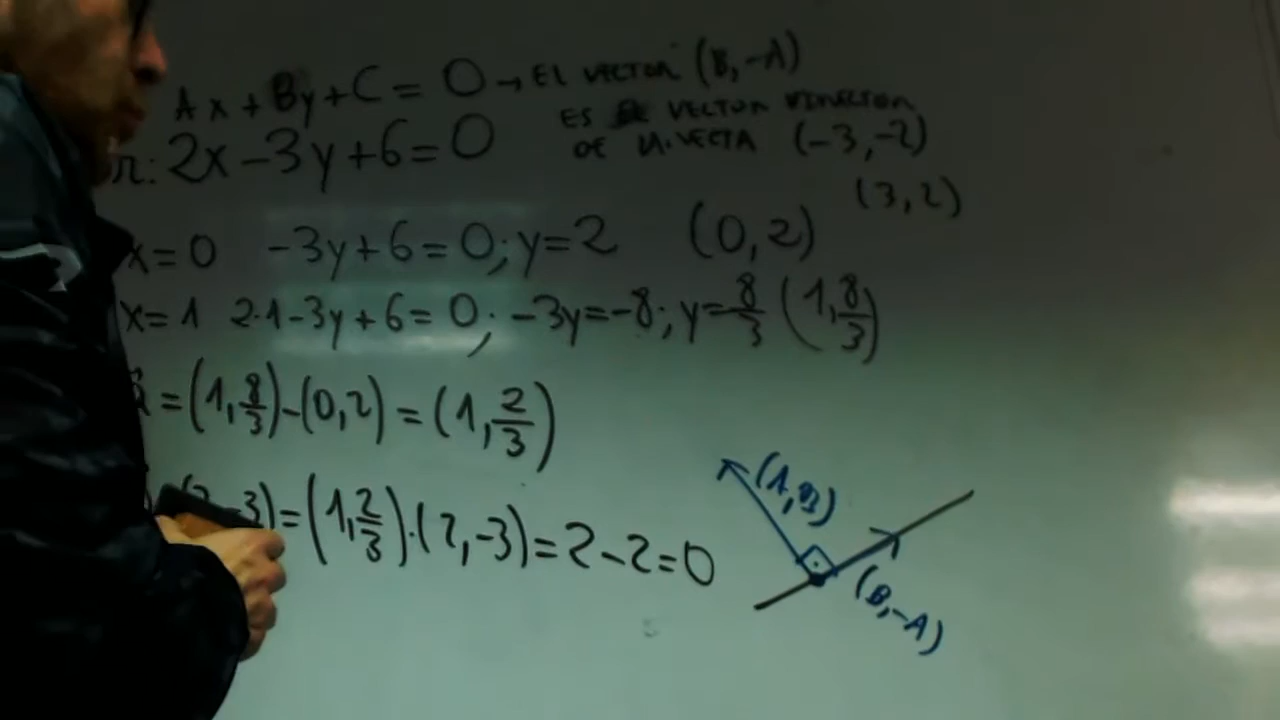 Ax + By + C = 0 → EL VECTOR (B, -A)
ES VECTOR DIRECTOR
DE LA RECTA (-3, -2)
r: 2x - 3y + 6 = 0
(3, 2)
x = 0 -3y + 6 = 0; y = 2 (0, 2)
x = 1 2·1 - 3y + 6 = 0; -3y = -8; y = 8/3 (1, 8/3)
= (1, 8/3) - (0, 2) = (1, 2/3)
-3) = (1, 2/3)·(2, -3) = 2 - 2 = 0
(A, B)
(B, -A)